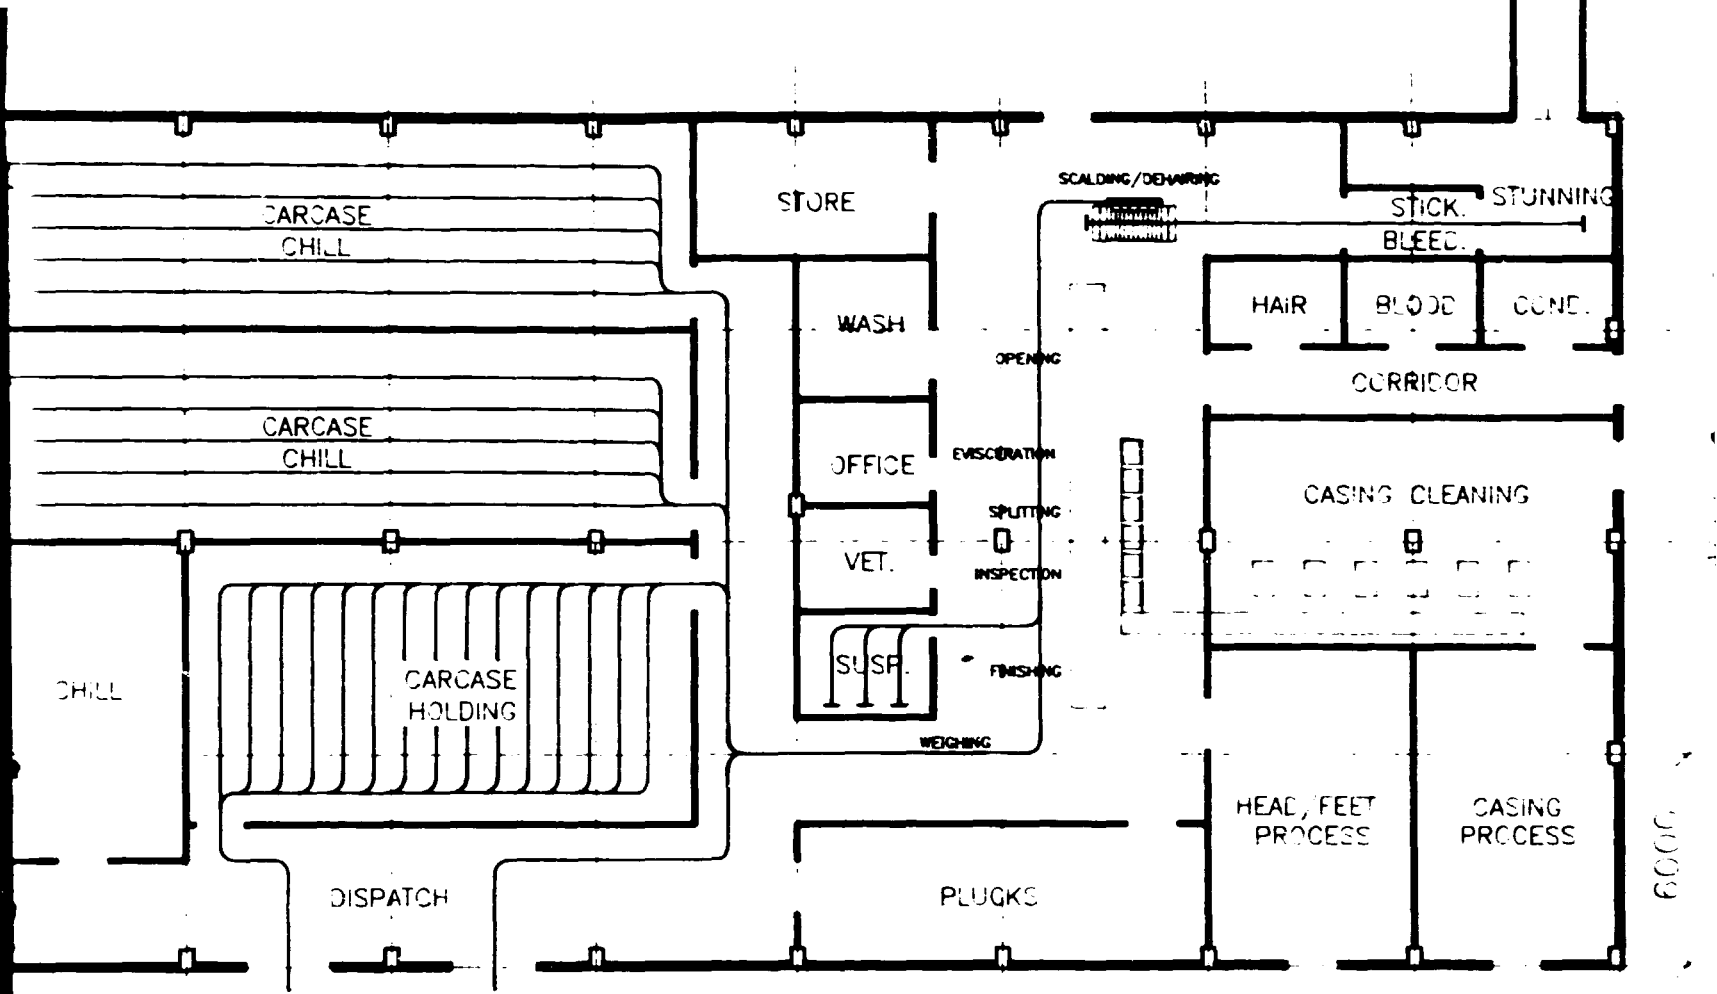 SCALDING/DEHAIRING
STORE
STUNNING
STICK.
BLEED.
CARCASE
CHILL
HAIR
BLOOD
COND.
WASH
OPENING
CORRIDOR
CARCASE
CHILL
OFFICE
EVISCERATION
CASING CLEANING
SPLITTING
VET.
INSPECTION
SUSP.
FINISHING
CARCASE
HOLDING
CHILL
WEIGHING
HEAD/FEET
PROCESS
CASING
PROCESS
6000
DISPATCH
PLUCKS